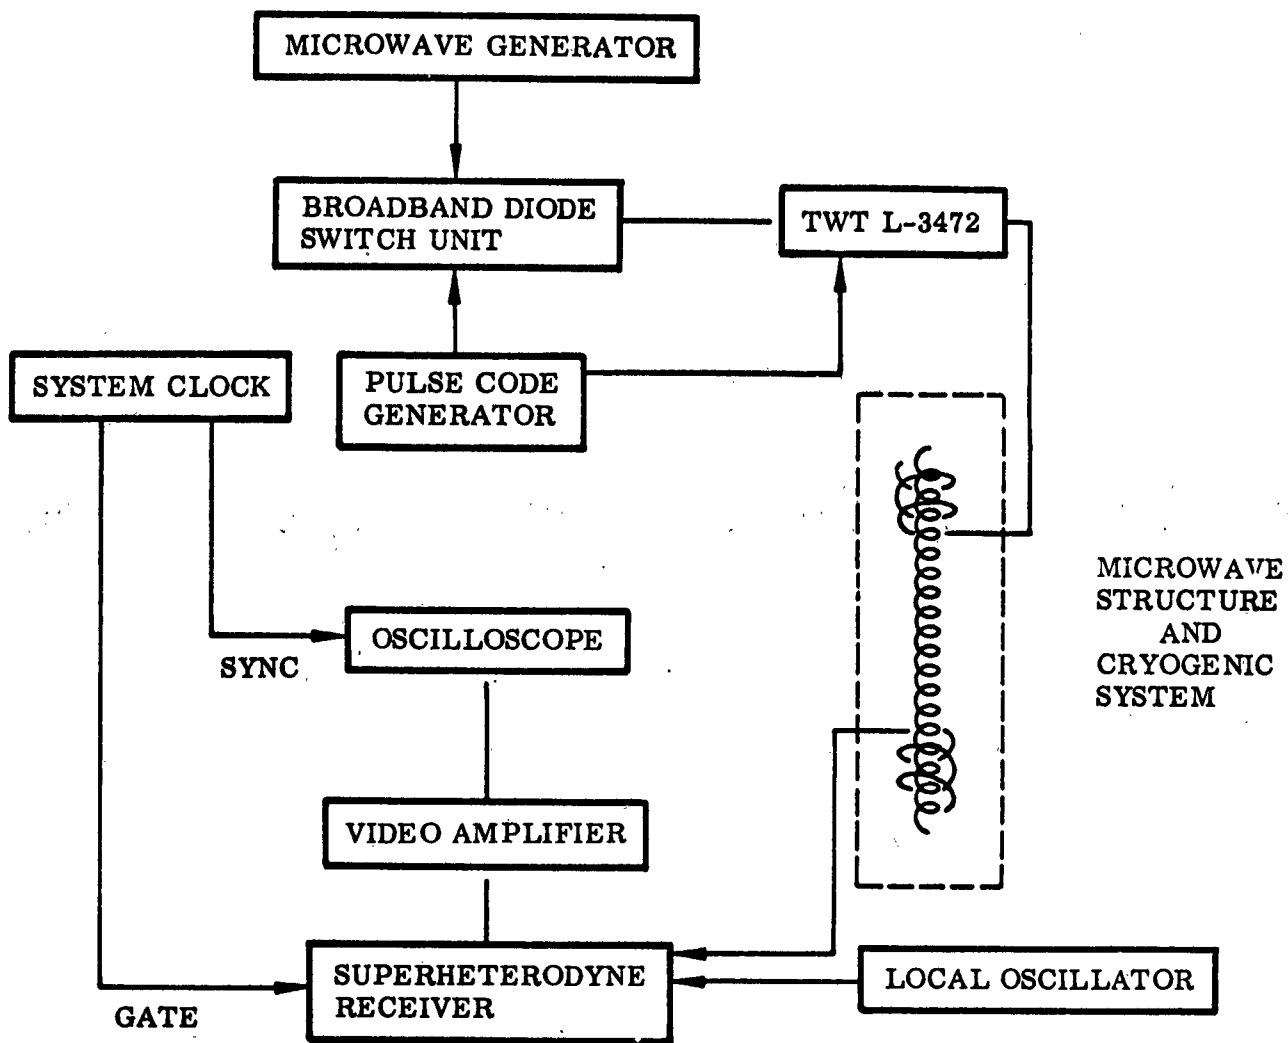 MICROWAVE GENERATOR
BROADBAND DIODE
SWITCH UNIT
TWT L-3472
SYSTEM CLOCK
PULSE CODE
GENERATOR
MICROWAVE
STRUCTURE
AND
CRYOGENIC
SYSTEM
OSCILLOSCOPE
SYNC
VIDEO AMPLIFIER
SUPERHETERODYNE
RECEIVER
LOCAL OSCILLATOR
GATE